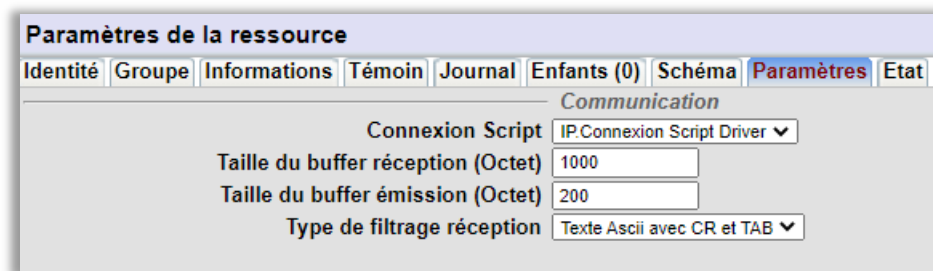 Paramètres de la ressource
Identité Groupe Informations Témoin Journal Enfants (0) Schéma Paramètres Etat
Communication
Connexion Script IP.Connexion Script Driver
Taille du buffer réception (Octet) 1000
Taille du buffer émission (Octet) 200
Type de filtrage réception Texte Ascii avec CR et TAB